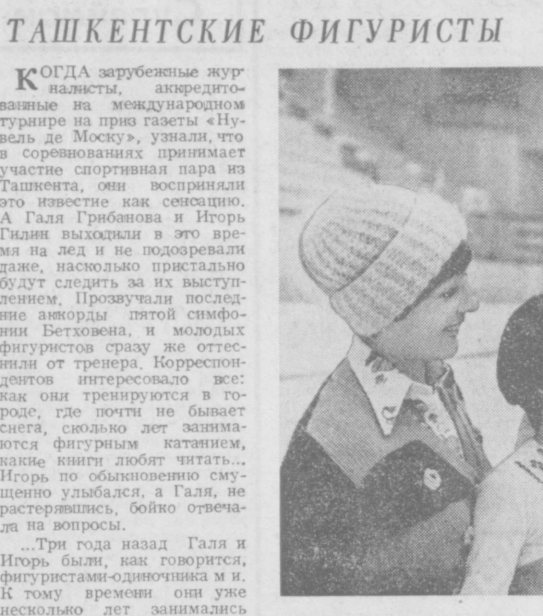 ТАШКЕНТСКИЕ ФИГУРИСТЫ
КОГДА зарубежные жур-
налисты, аккредито-
ванные на международном
турнире на приз газеты «Ну-
вель де Моску», узнали, что
в соревнованиях принимает
участие спортивная пара из
Ташкента, они восприняли
это известие как сенсацию.
А Галя Грибанова и Игорь
Гилин выходили в это вре-
мя на лед и не подозревали
даже, насколько пристально
будут следить за их выступ-
лением. Прозвучали послед-
ние аккорды пятой симфо-
нии Бетховена, и молодых
фигуристов сразу же оттес-
нили от тренера. Корреспон-
дентов интересовало все:
как они тренируются в го-
роде, где почти не бывает
снега, сколько лет занима-
ются фигурным катанием,
какие книги любят читать...
Игорь по обыкновению сму-
щенно улыбался, а Галя, не
растерявшись, бойко отвеча-
ла на вопросы.
...Три года назад Галя и
Игорь были, как говорится,
фигуристами-одиночника м и.
К тому времени они уже
несколько лет занимались